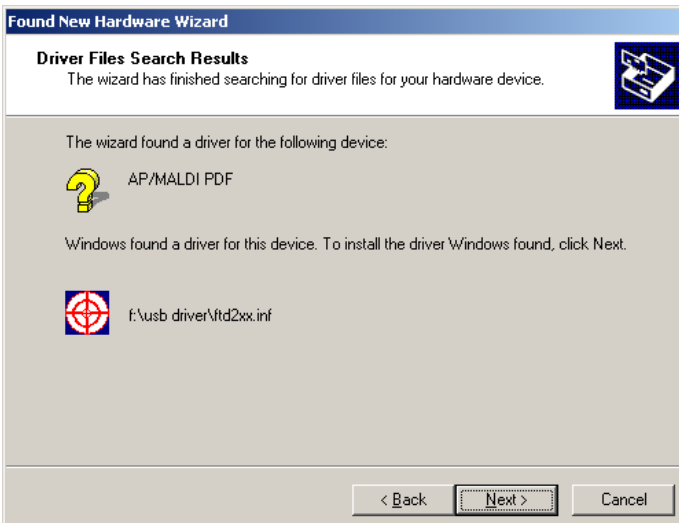 Found New Hardware Wizard
Driver Files Search Results
The wizard has finished searching for driver files for your hardware device.
The wizard found a driver for the following device:
AP/MALDI PDF
Windows found a driver for this device. To install the driver Windows found, click Next.
f:\usb driver\ftd2xx.inf
< Back Next > Cancel